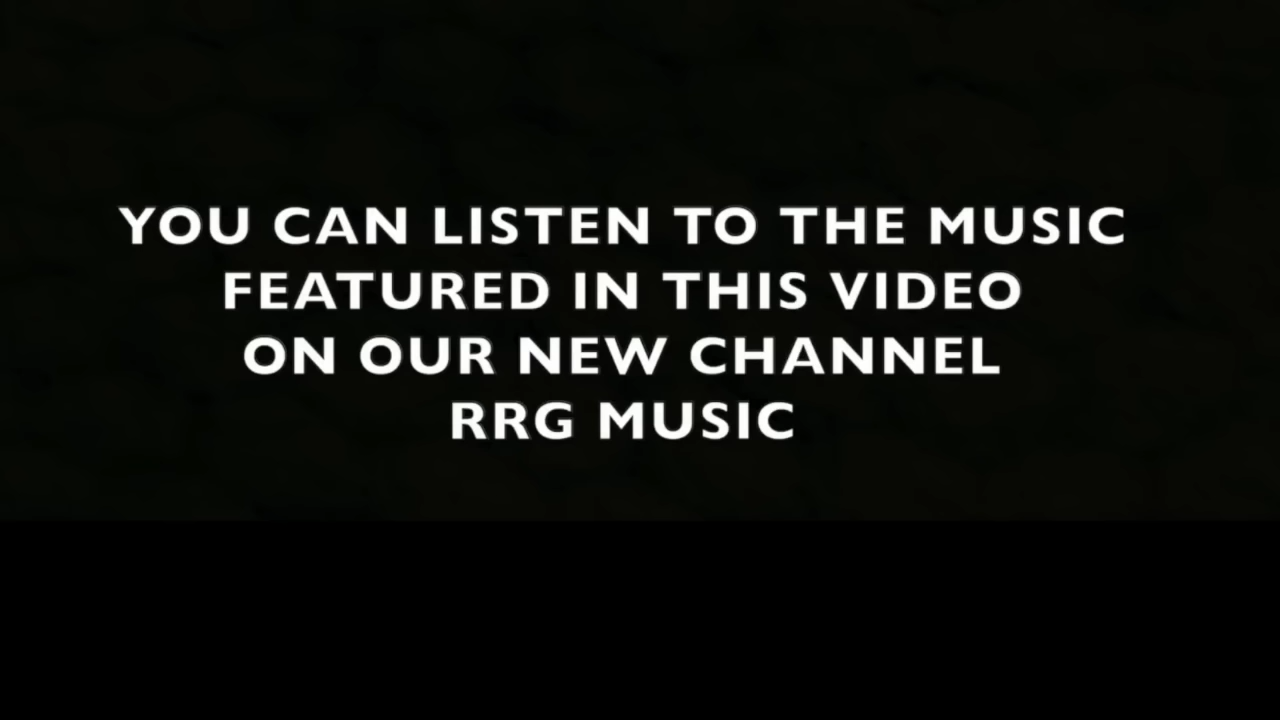 YOU CAN LISTEN TO THE MUSIC
FEATURED IN THIS VIDEO
ON OUR NEW CHANNEL
RRG MUSIC